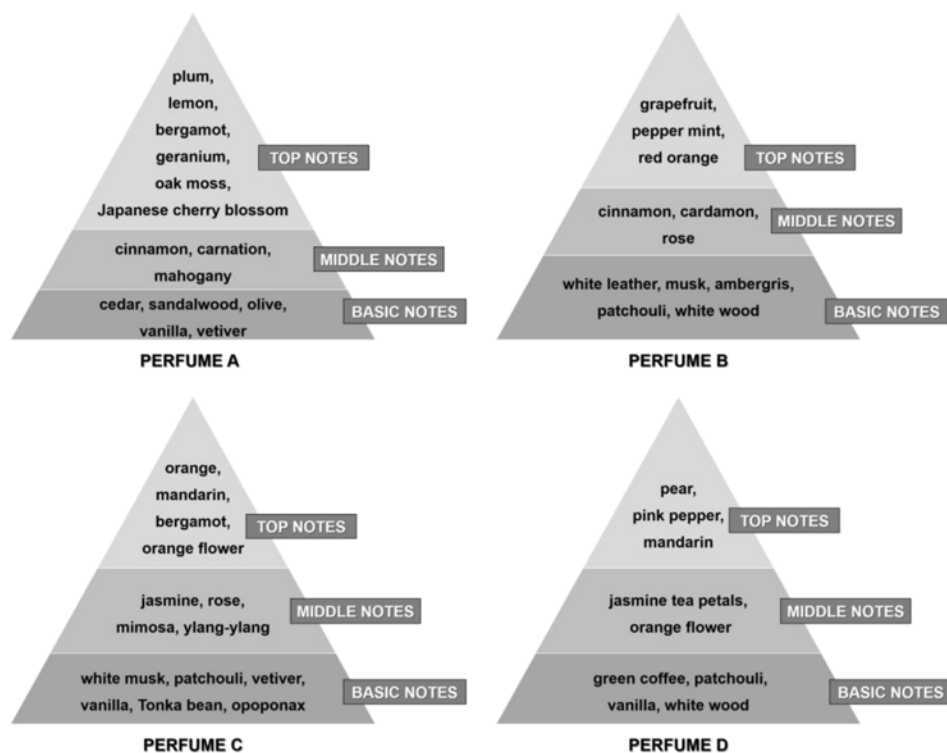 plum,
lemon,
bergamot,
geranium,
oak moss,
Japanese cherry blossom
TOP NOTES
cinnamon, carnation,
mahogany
MIDDLE NOTES
cedar, sandalwood, olive,
vanilla, vetiver
BASIC NOTES
PERFUME A
grapefruit,
pepper mint,
red orange
TOP NOTES
cinnamon, cardamon,
rose
MIDDLE NOTES
white leather, musk, ambergris,
patchouli, white wood
BASIC NOTES
PERFUME B
orange,
mandarin,
bergamot,
orange flower
TOP NOTES
jasmine, rose,
mimosa, ylang-ylang
MIDDLE NOTES
white musk, patchouli, vetiver,
vanilla, Tonka bean, opoponax
BASIC NOTES
PERFUME C
pear,
pink pepper,
mandarin
TOP NOTES
jasmine tea petals,
orange flower
MIDDLE NOTES
green coffee, patchouli,
vanilla, white wood
BASIC NOTES
PERFUME D